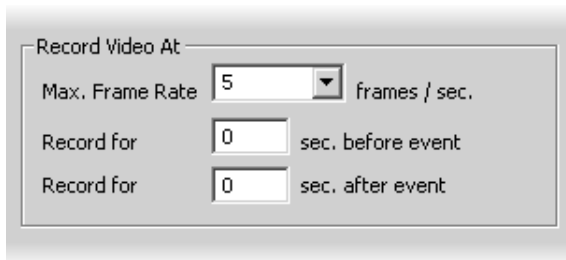 Record Video At
Max. Frame Rate 5 frames / sec.
Record for 0 sec. before event
Record for 0 sec. after event